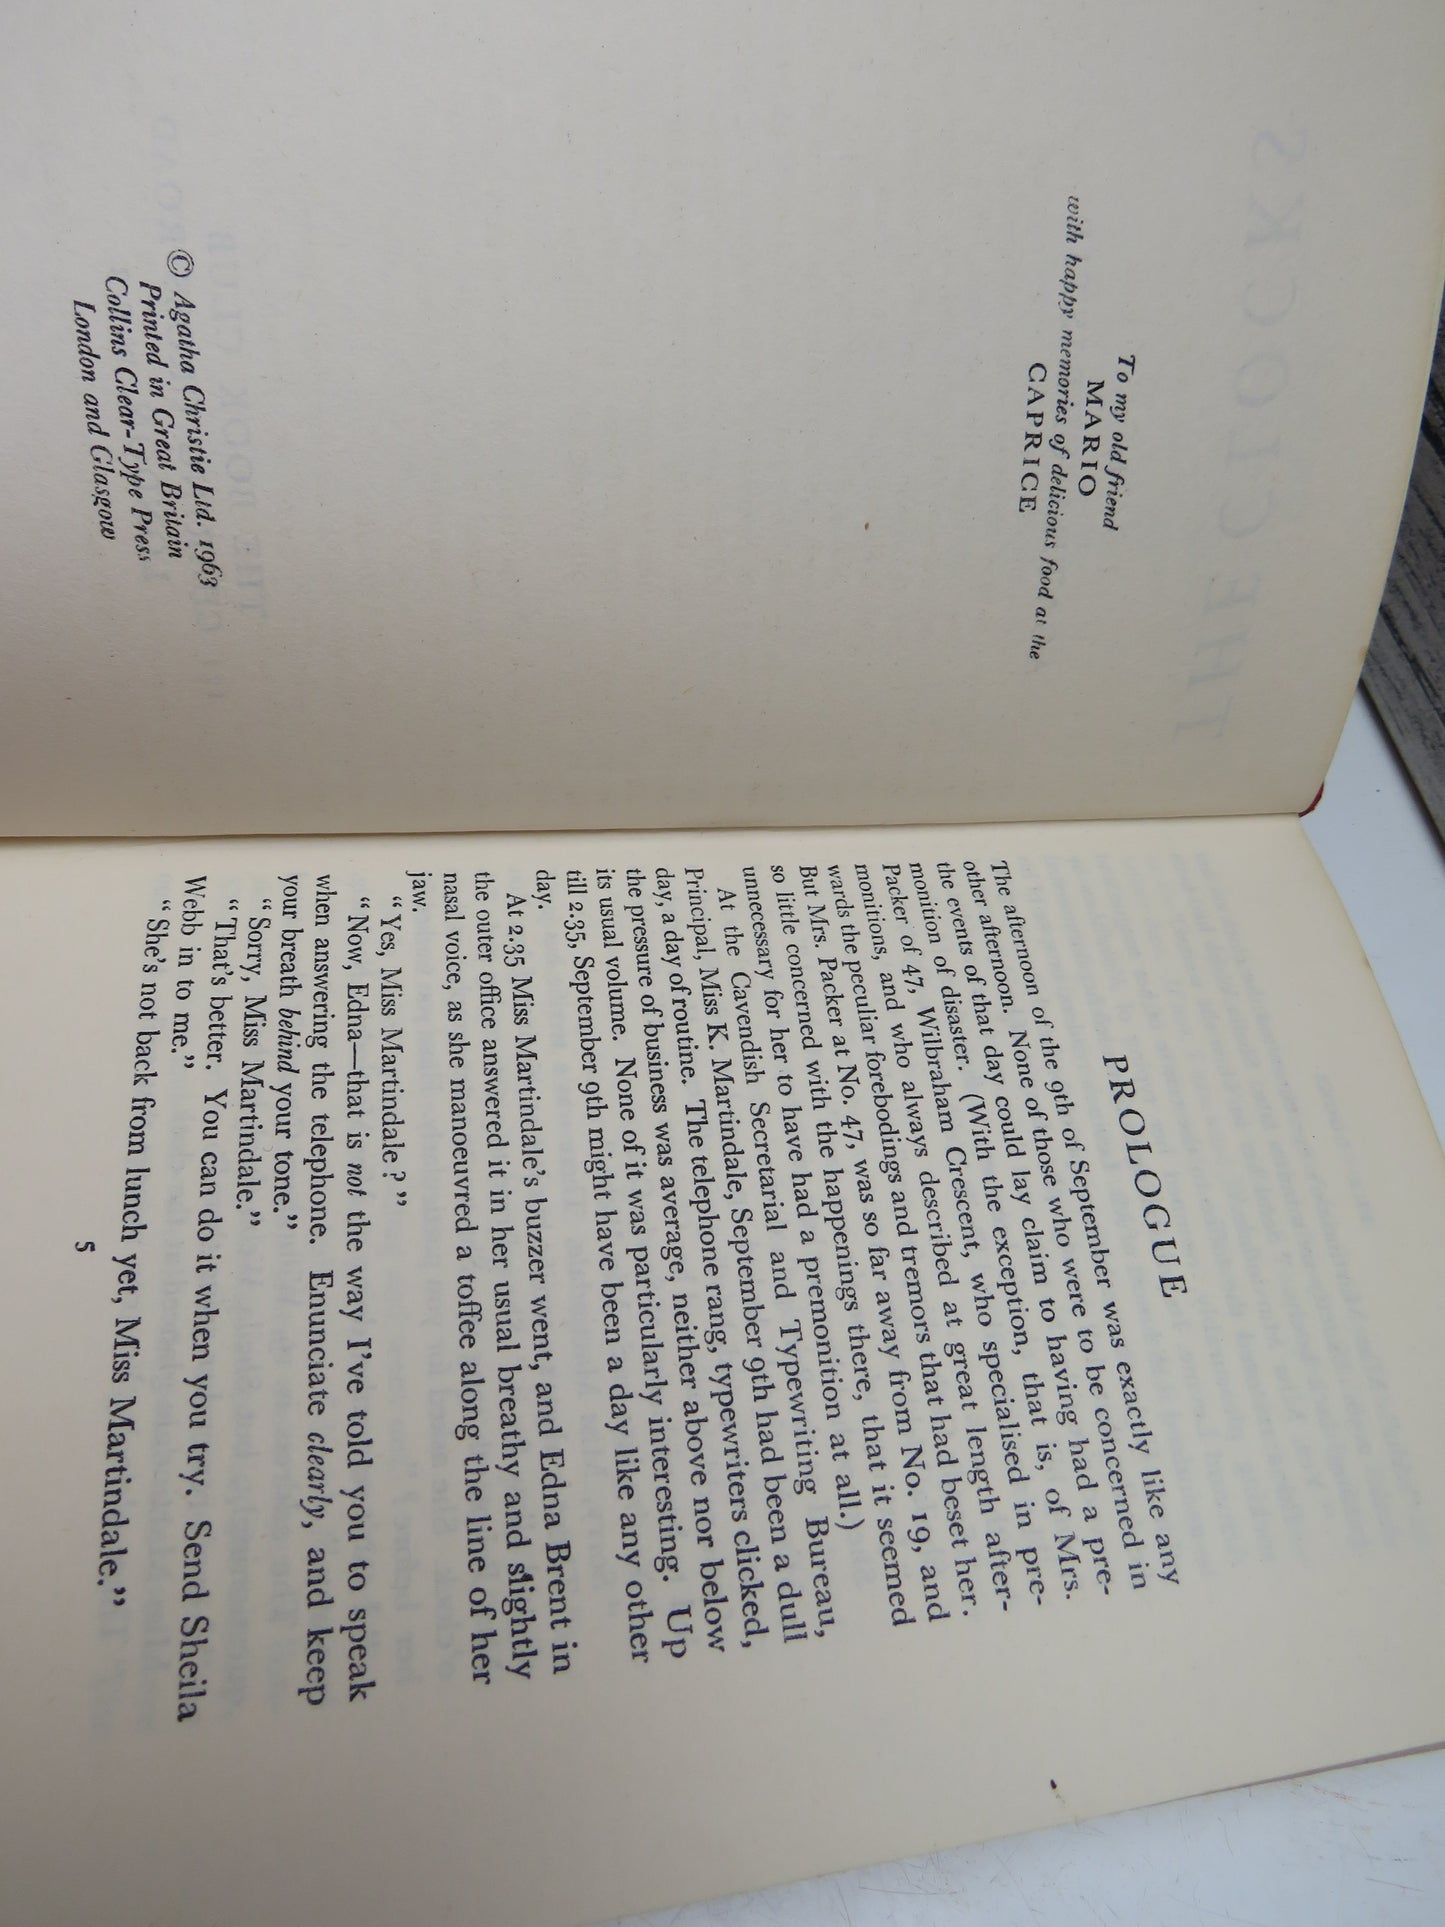 To my old friend
MARIO
with happy memories of delicious food at the
CAPRICE
© Agatha Christie Ltd. 1963
Printed in Great Britain
Collins Clear-Type Press
London and Glasgow
PROLOGUE
The afternoon of the 9th of September was exactly like any
other afternoon. None of those who were to be concerned in
the events of that day could lay claim to having had a pre-
monition of disaster. (With the exception, that is, of Mrs.
Packer of 47, Wilbraham Crescent, who specialised in pre-
monitions, and who always described at great length after-
wards the peculiar forebodings and tremors that had beset her.
But Mrs. Packer at No. 47, was so far away from No. 19, and
so little concerned with the happenings there, that it seemed
unnecessary for her to have had a premonition at all.)
At the Cavendish Secretarial and Typewriting Bureau,
Principal, Miss K. Martindale, September 9th had been a dull
day, a day of routine. The telephone rang, typewriters clicked,
the pressure of business was average, neither above nor below
its usual volume. None of it was particularly interesting. Up
till 2.35, September 9th might have been a day like any other
day.
At 2.35 Miss Martindale's buzzer went, and Edna Brent in
the outer office answered it in her usual breathy and slightly
nasal voice, as she manoeuvred a toffee along the line of her
jaw.
“Yes, Miss Martindale?”
“Now, Edna—that is not the way I've told you to speak
when answering the telephone. Enunciate clearly, and keep
your breath behind your tone.”
“Sorry, Miss Martindale.”
“That's better. You can do it when you try. Send Sheila
Webb in to me.”
“She's not back from lunch yet, Miss Martindale.”
5